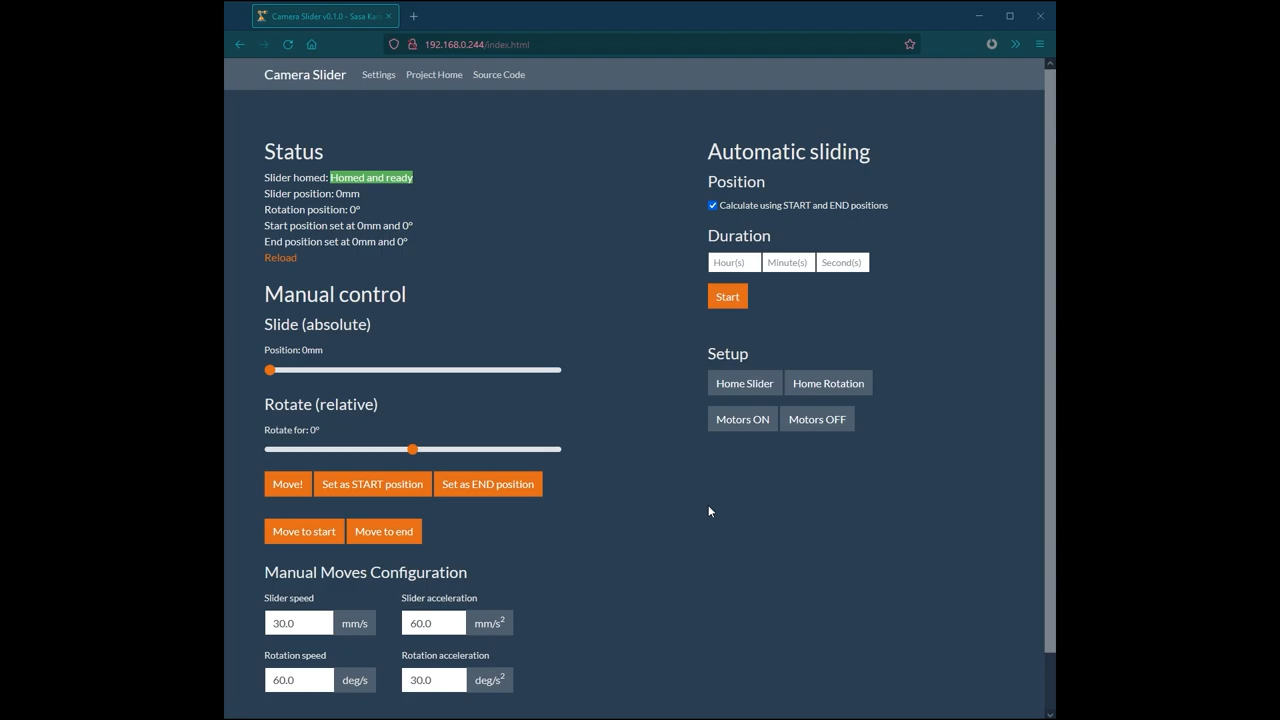 Camera Slider v0.1.0 - Sasa Kar
192.168.0.244/index.html
Camera Slider Settings Project Home Source Code
Status
Slider homed: Homed and ready
Slider position: 0mm
Rotation position: 0°
Start position set at 0mm and 0°
End position set at 0mm and 0°
Reload
Manual control
Slide (absolute)
Position: 0mm
Rotate (relative)
Rotate for: 0°
Move! Set as START position Set as END position
Move to start Move to end
Manual Moves Configuration
Slider speed Slider acceleration
30.0 mm/s 60.0 mm/s²
Rotation speed Rotation acceleration
60.0 deg/s 30.0 deg/s²
Automatic sliding
Position
Calculate using START and END positions
Duration
Hour(s) Minute(s) Second(s)
Start
Setup
Home Slider Home Rotation
Motors ON Motors OFF